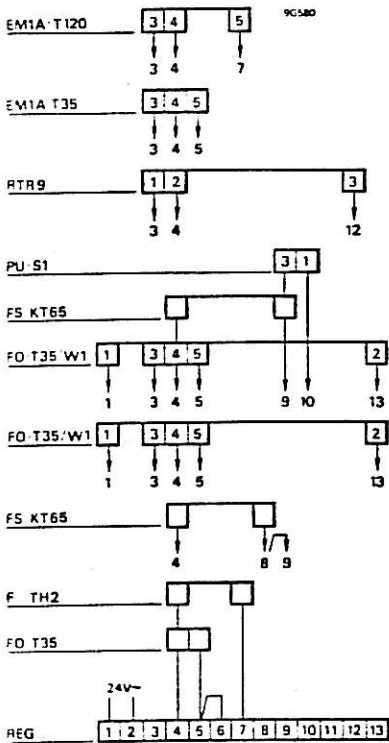 9G580
EM1A·T120 3 4 5
3 4 7
EM1A T35 3 4 5
3 4 5
RTR9 1 2 3
3 4 12
PU·S1 3 1
FS KT65
FO·T35/W1 1 3 4 5 2
1 3 4 5 9 10 13
FO·T35/W1 1 3 4 5 2
1 3 4 5 13
FS KT65
4 8 9
F TH2
FO T35
24V~
REG 1 2 3 4 5 6 7 8 9 10 11 12 13